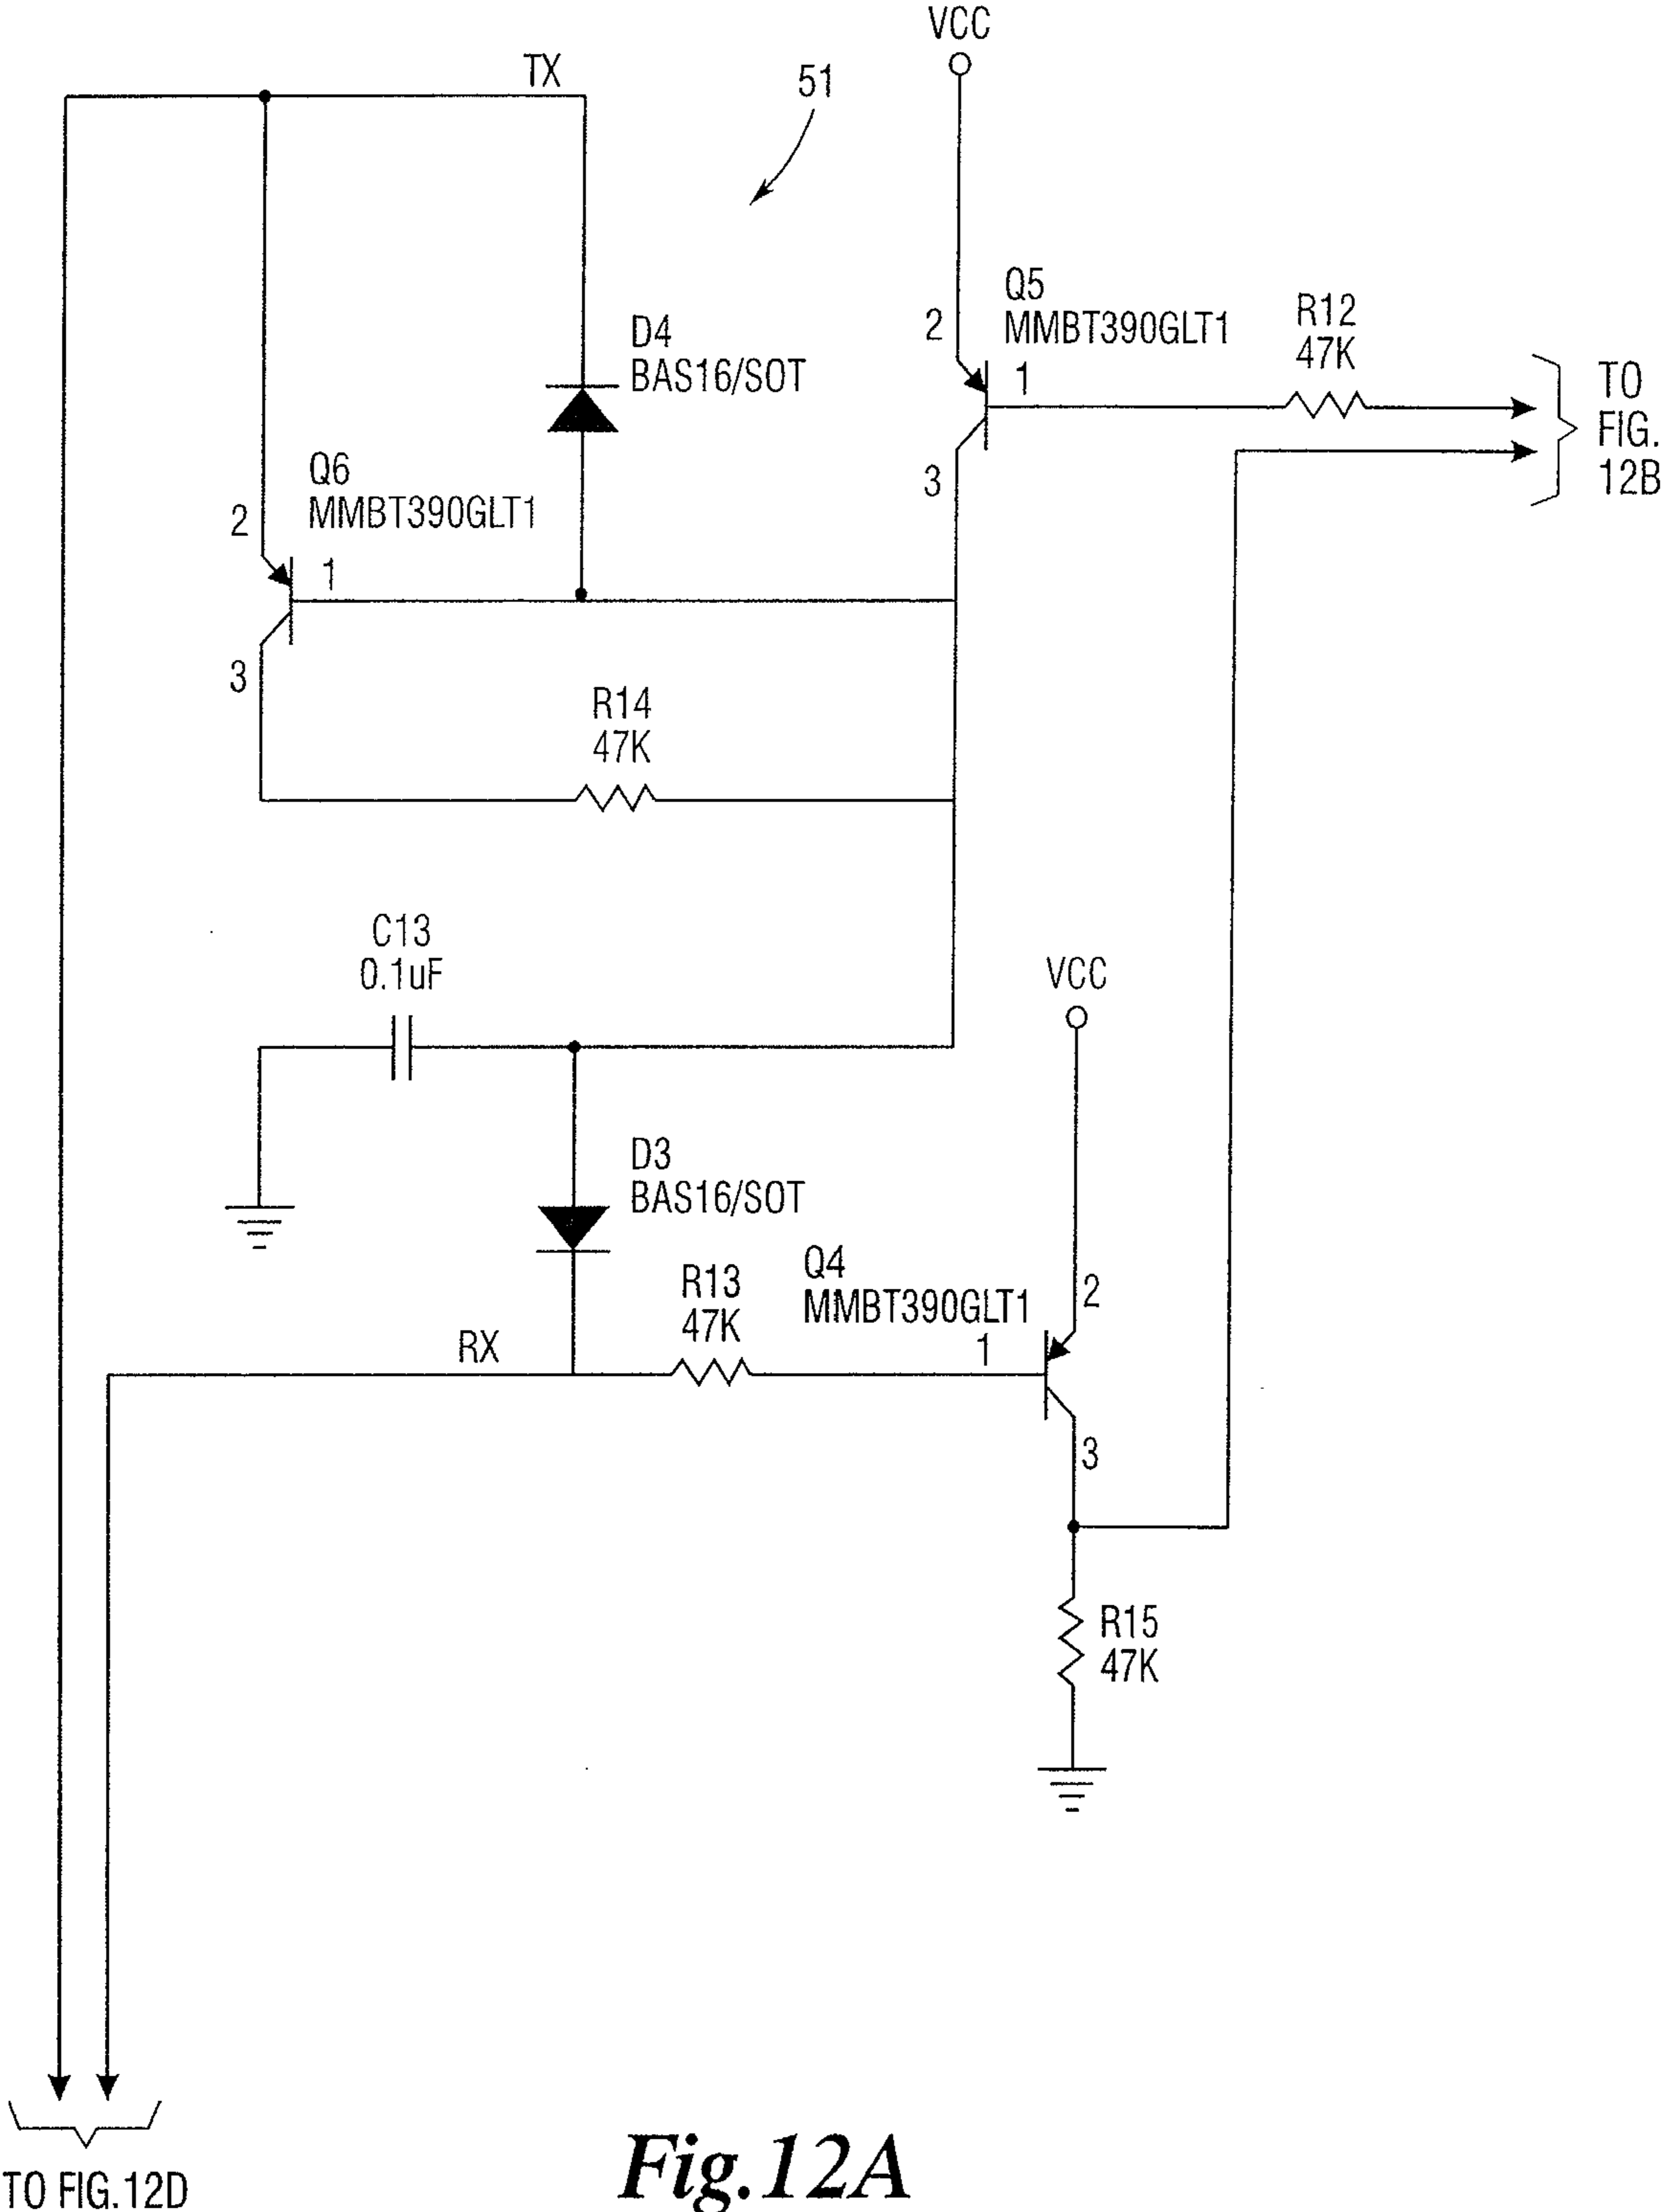 VCC
TX
51
Q5
MMBT390GLT1
2
1
3
R12
47K
TO
FIG.
12B
D4
BAS16/SOT
Q6
MMBT390GLT1
2
1
3
R14
47K
C13
0.1uF
VCC
D3
BAS16/SOT
Q4
MMBT390GLT1
2
1
3
R13
47K
RX
R15
47K
TO FIG.12D
Fig.12A